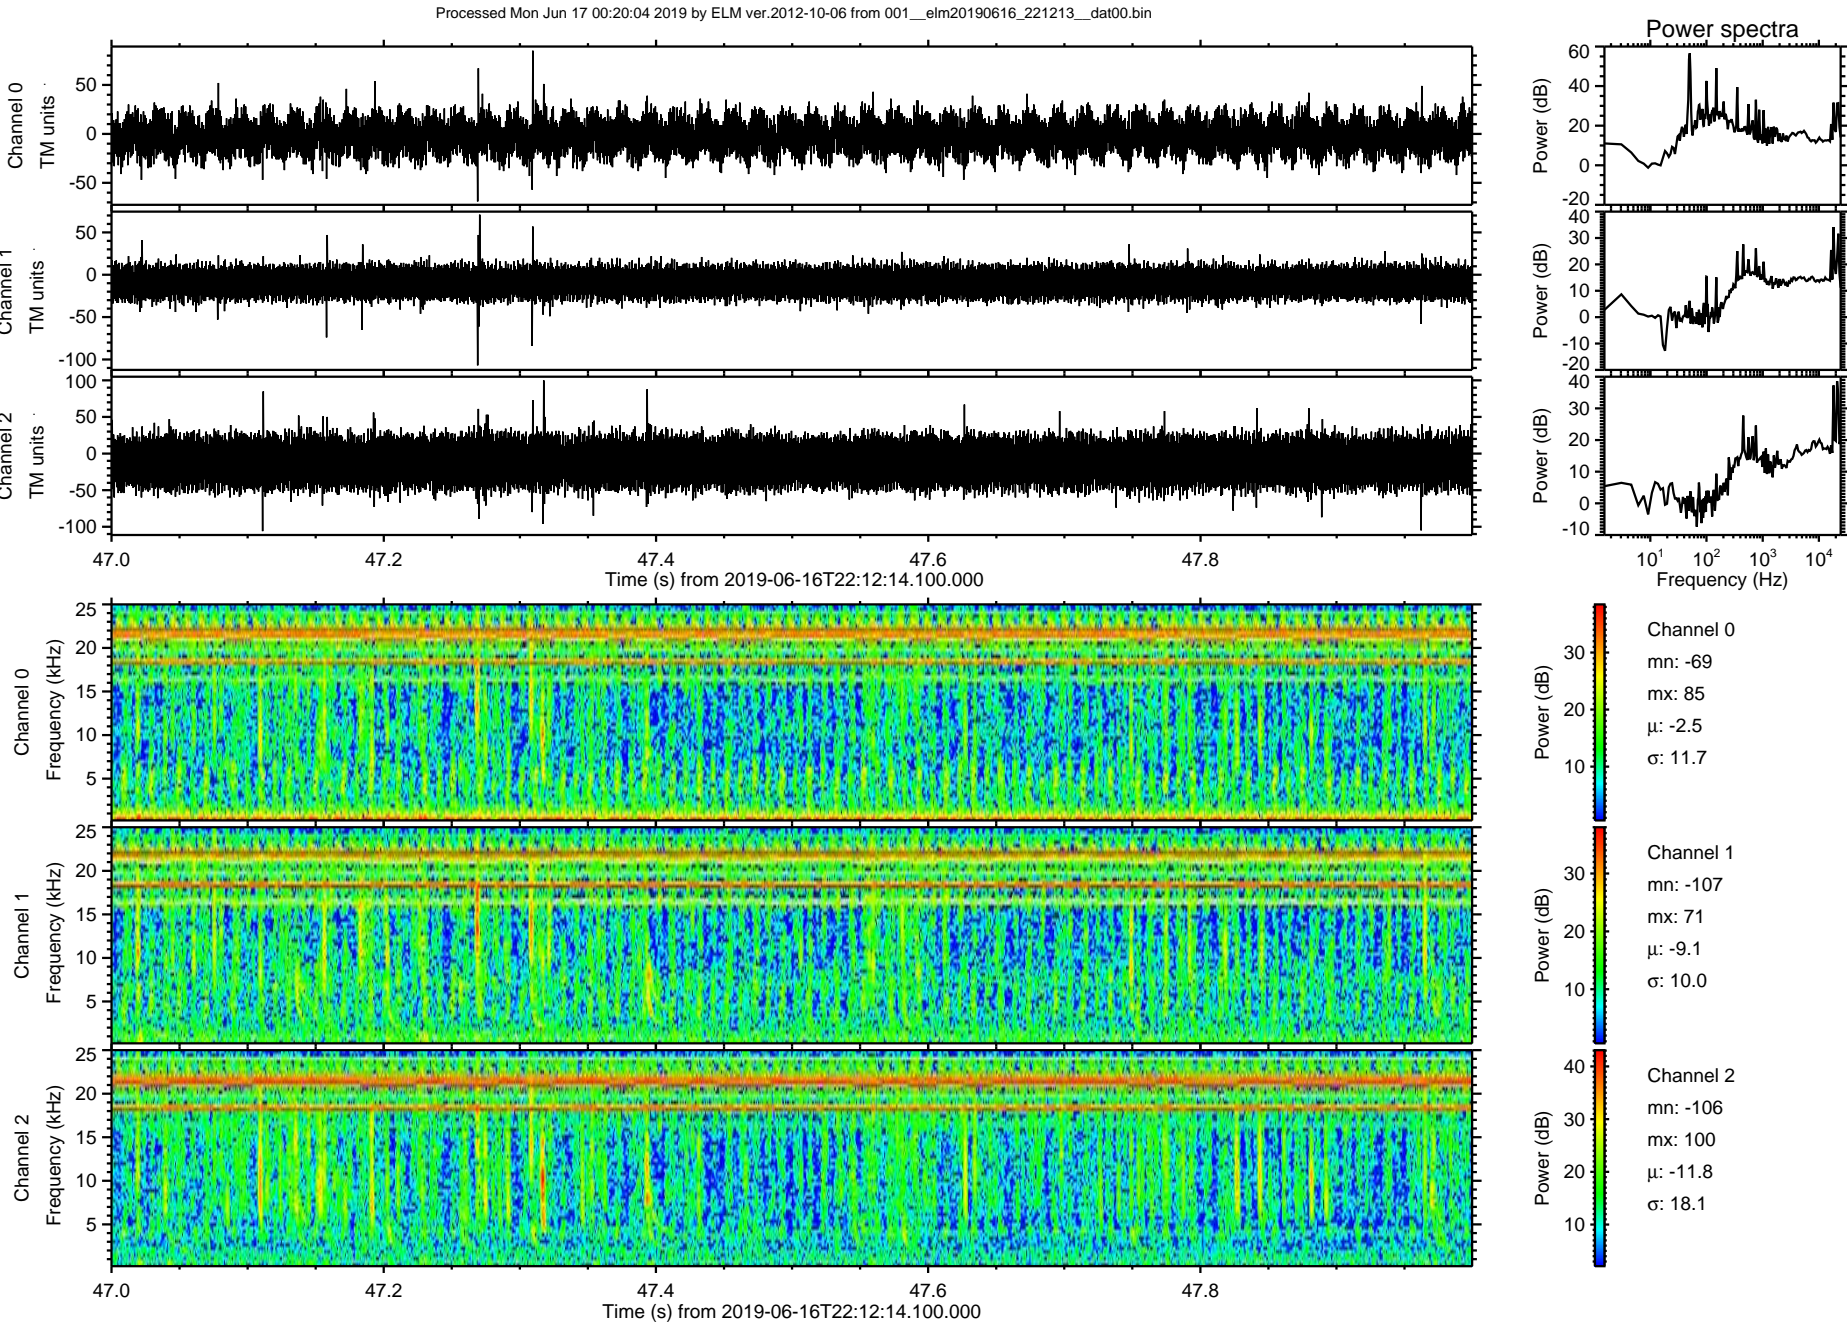 Processed Mon Jun 17 00:20:04 2019 by ELM ver.2012-10-06 from 001__elm20190616_221213__dat00.bin
Power spectra
Channel 0
TM units
50
0
-50
Power (dB)
60
40
20
0
-20
Channel 1
TM units
50
0
-50
-100
Power (dB)
40
30
20
10
0
-10
-20
Channel 2
TM units
100
50
0
-50
-100
Power (dB)
40
30
20
10
0
-10
47.0 47.2 47.4 47.6 47.8
Time (s) from 2019-06-16T22:12:14.100.000
10^1 10^2 10^3 10^4
Frequency (Hz)
Channel 0
Frequency (kHz)
25
20
15
10
5
Power (dB)
30
20
10
Channel 0
mn: -69
mx: 85
µ: -2.5
σ: 11.7
Channel 1
Frequency (kHz)
25
20
15
10
5
Power (dB)
30
20
10
Channel 1
mn: -107
mx: 71
µ: -9.1
σ: 10.0
Channel 2
Frequency (kHz)
25
20
15
10
5
Power (dB)
40
30
20
10
Channel 2
mn: -106
mx: 100
µ: -11.8
σ: 18.1
47.0 47.2 47.4 47.6 47.8
Time (s) from 2019-06-16T22:12:14.100.000